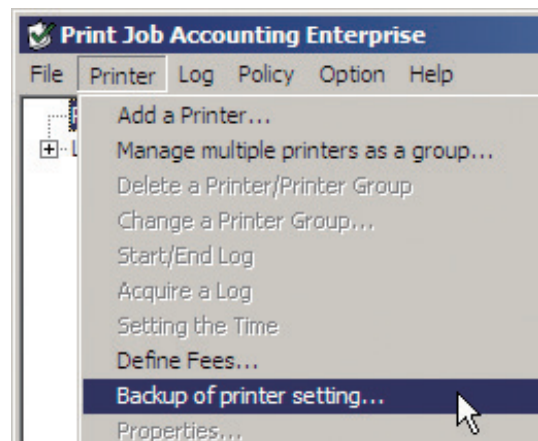 Print Job Accounting Enterprise
File Printer Log Policy Option Help
Add a Printer...
Manage multiple printers as a group...
Delete a Printer/Printer Group
Change a Printer Group...
Start/End Log
Acquire a Log
Setting the Time
Define Fees...
Backup of printer setting...
Properties...